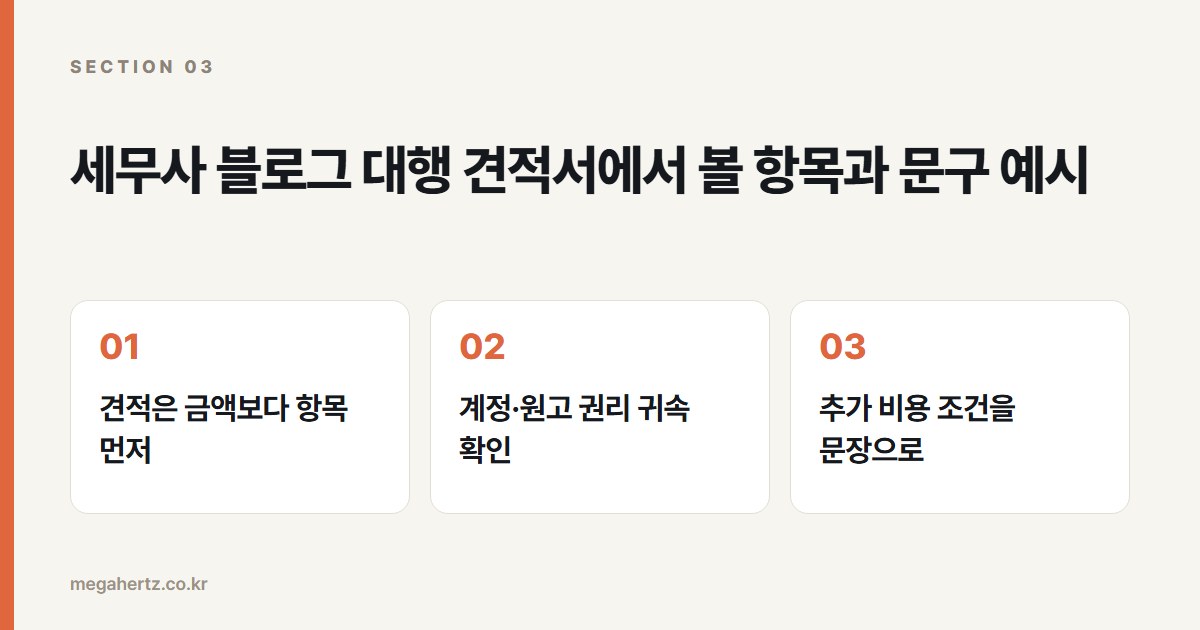 SECTION 03
세무사 블로그 대행 견적서에서 볼 항목과 문구 예시
01
견적은 금액보다 항목
먼저
02
계정·원고 권리 귀속
확인
03
추가 비용 조건을
문장으로
megahertz.co.kr